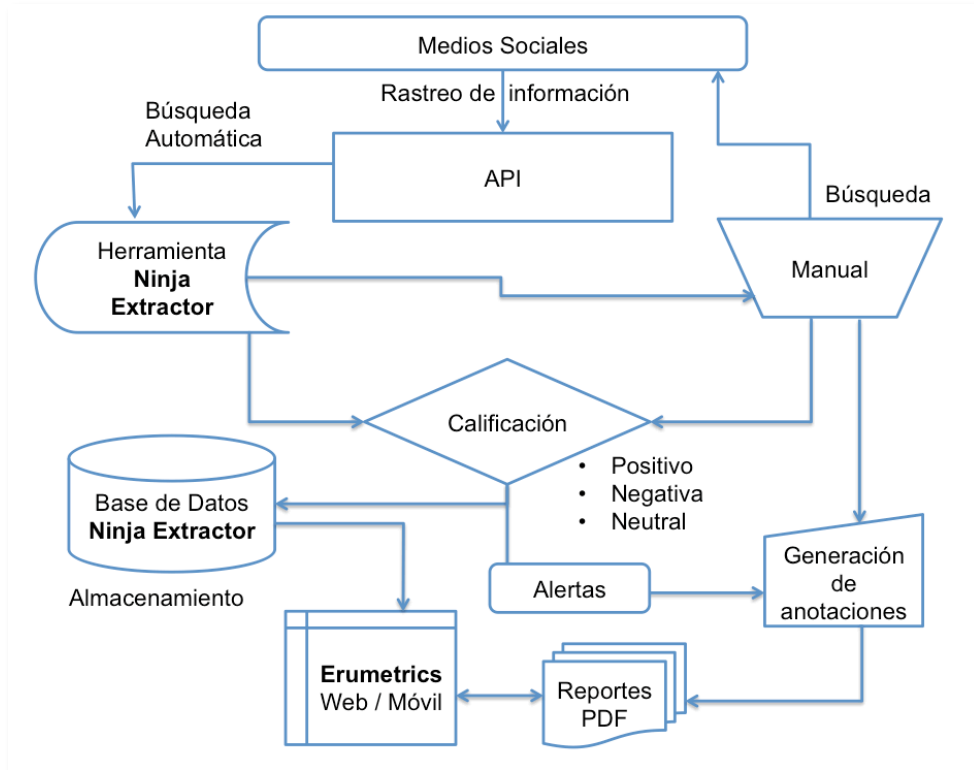 Medios Sociales
Rastreo de información
Búsqueda
Automática
API
Búsqueda
Herramienta
Ninja
Extractor
Manual
Calificación
• Positivo
• Negativa
• Neutral
Base de Datos
Ninja Extractor
Almacenamiento
Alertas
Generación
de
anotaciones
Erumetrics
Web / Móvil
Reportes
PDF